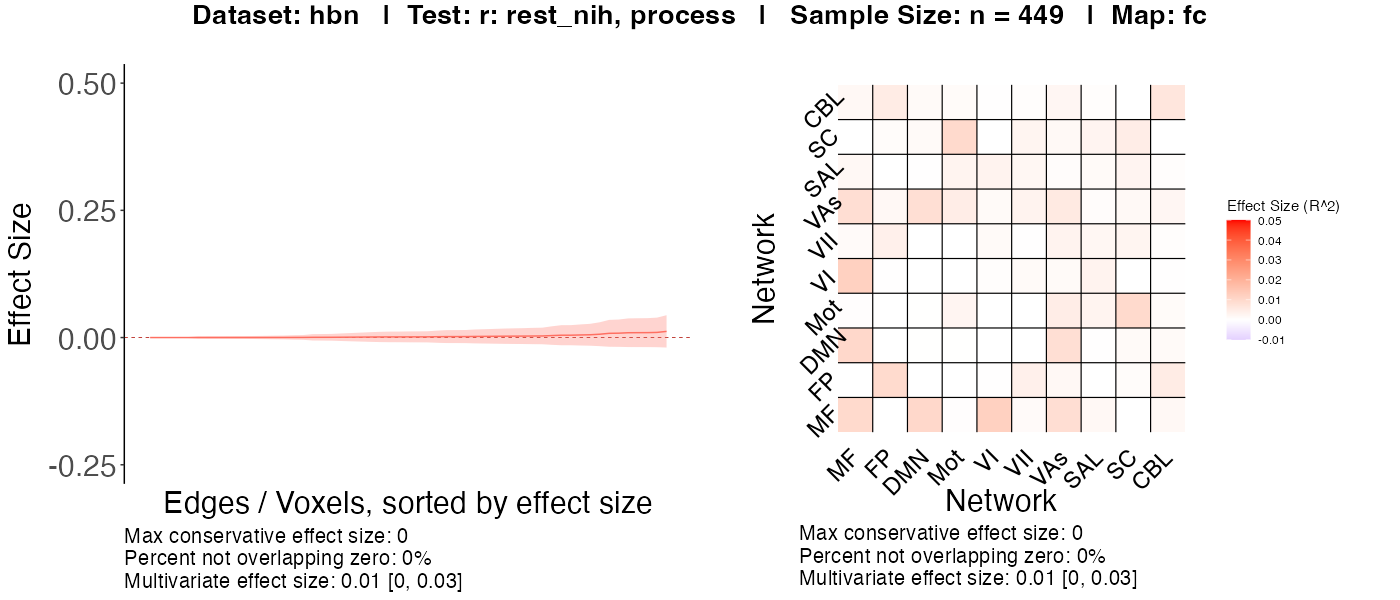 Dataset: hbn | Test: r: rest_nih, process | Sample Size: n = 449 | Map: fc
Effect Size
0.50
0.25
0.00
-0.25
Edges / Voxels, sorted by effect size
Max conservative effect size: 0
Percent not overlapping zero: 0%
Multivariate effect size: 0.01 [0, 0.03]
Network
CBL
SC
SAL
VAs
VII
VI
Mot
DMN
FP
MF
MF FP DMN Mot VI VII VAs SAL SC CBL
Network
Max conservative effect size: 0
Percent not overlapping zero: 0%
Multivariate effect size: 0.01 [0, 0.03]
Effect Size (R^2)
0.05
0.04
0.03
0.02
0.01
0.00
-0.01